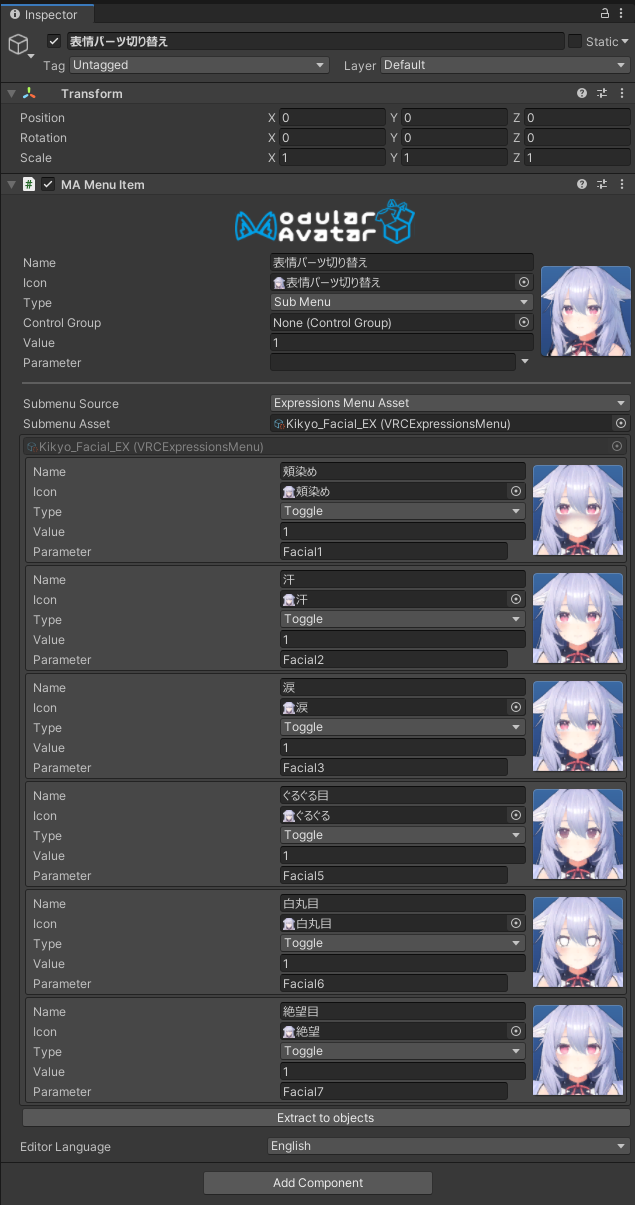 Inspector
表情パーツ切り替え
Static
Tag Untagged Layer Default
Transform
Position X 0 Y 0 Z 0
Rotation X 0 Y 0 Z 0
Scale X 1 Y 1 Z 1
# MA Menu Item
Modular
Avatar
Name 表情パーツ切り替え
Icon 表情パーツ切り替え
Type Sub Menu
Control Group None (Control Group)
Value 1
Parameter
Submenu Source Expressions Menu Asset
Submenu Asset Kikyo_Facial_EX (VRCExpressionsMenu)
Kikyo_Facial_EX (VRCExpressionsMenu)
Name 頬染め
Icon 頬染め
Type Toggle
Value 1
Parameter Facial1
Name 汗
Icon 汗
Type Toggle
Value 1
Parameter Facial2
Name 涙
Icon 涙
Type Toggle
Value 1
Parameter Facial3
Name ぐるぐる目
Icon ぐるぐる
Type Toggle
Value 1
Parameter Facial5
Name 白丸目
Icon 白丸目
Type Toggle
Value 1
Parameter Facial6
Name 絶望目
Icon 絶望
Type Toggle
Value 1
Parameter Facial7
Extract to objects
Editor Language English
Add Component